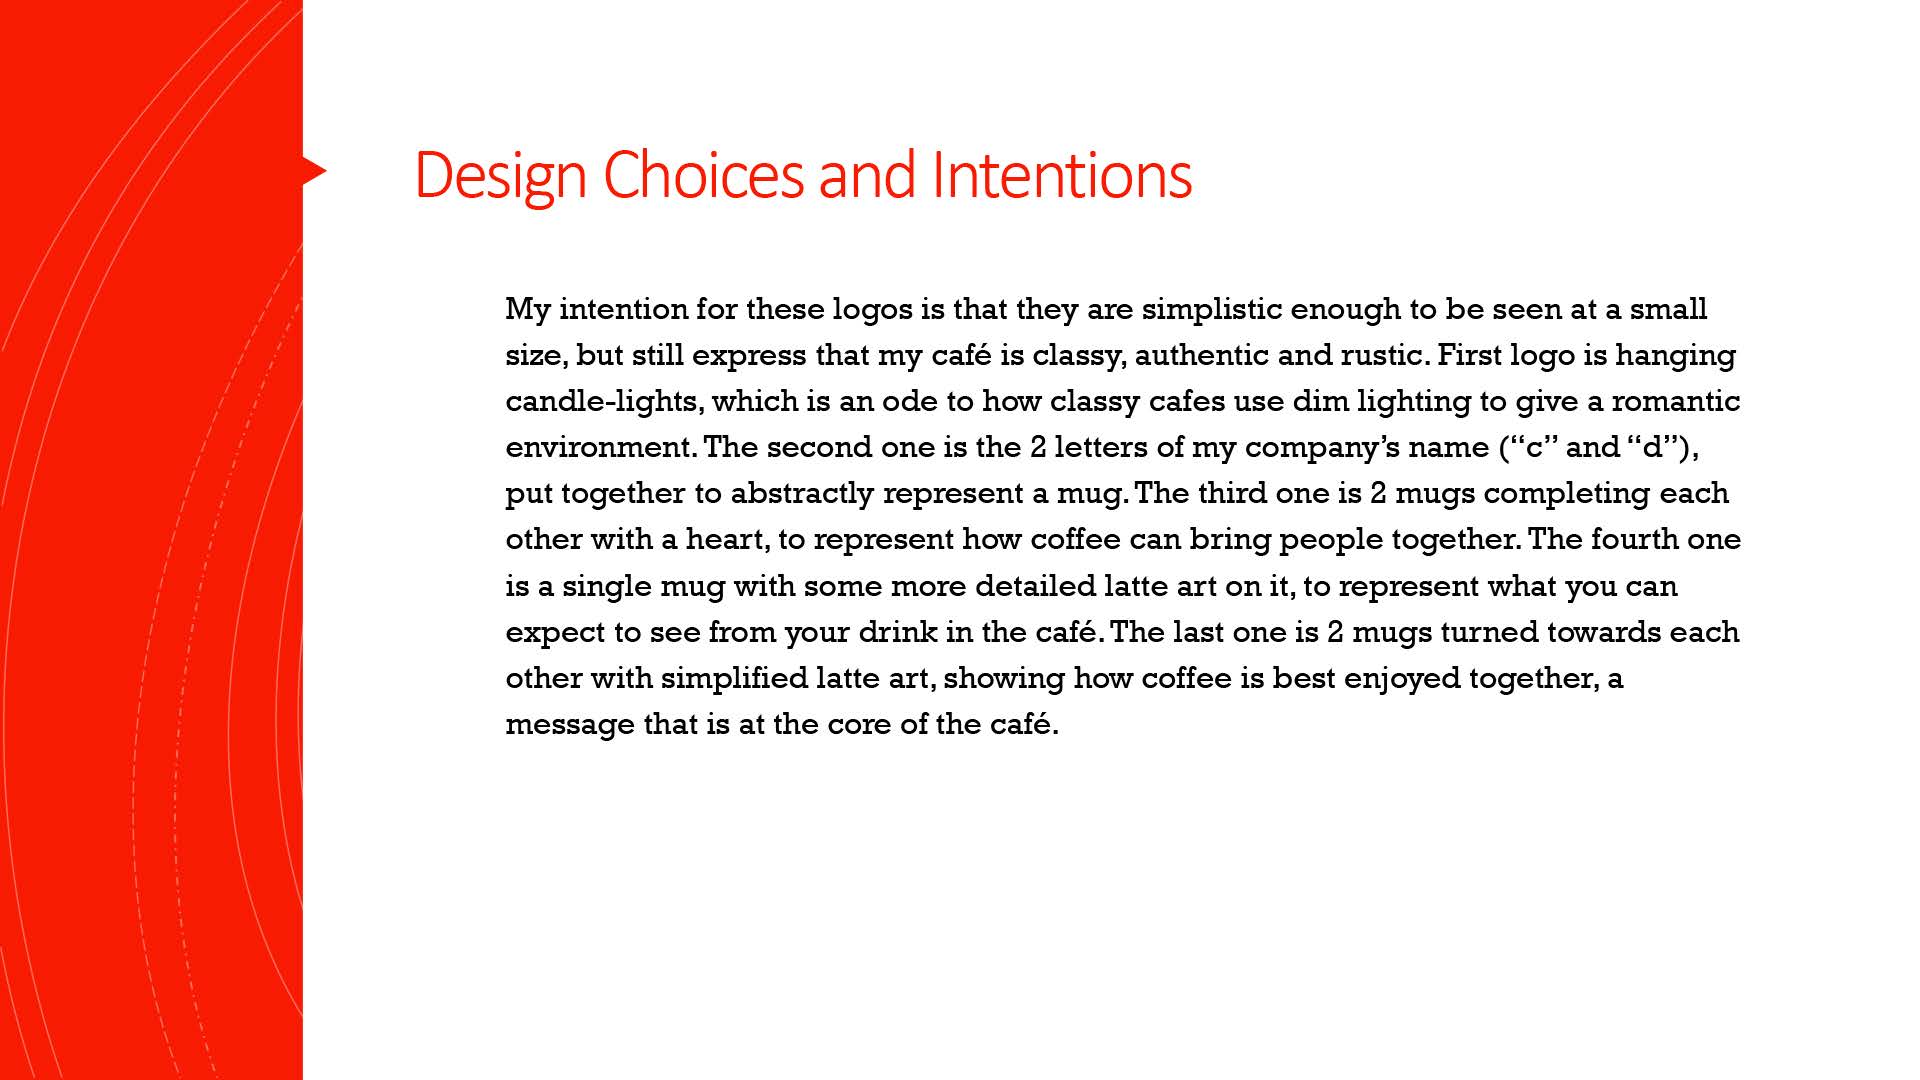 Design Choices and Intentions
My intention for these logos is that they are simplistic enough to be seen at a small
size, but still express that my café is classy, authentic and rustic. First logo is hanging
candle-lights, which is an ode to how classy cafes use dim lighting to give a romantic
environment. The second one is the 2 letters of my company’s name (“c” and “d”),
put together to abstractly represent a mug. The third one is 2 mugs completing each
other with a heart, to represent how coffee can bring people together. The fourth one
is a single mug with some more detailed latte art on it, to represent what you can
expect to see from your drink in the café. The last one is 2 mugs turned towards each
other with simplified latte art, showing how coffee is best enjoyed together, a
message that is at the core of the café.